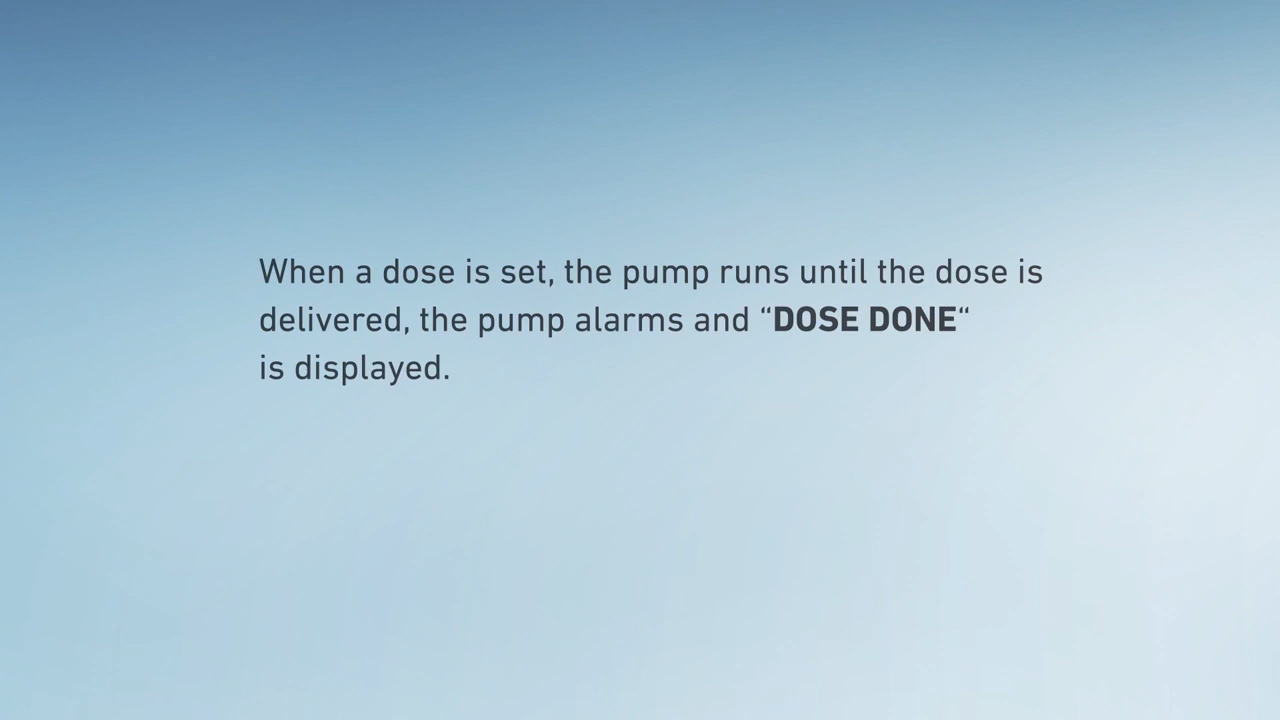 When a dose is set, the pump runs until the dose is
delivered, the pump alarms and “DOSE DONE“
is displayed.